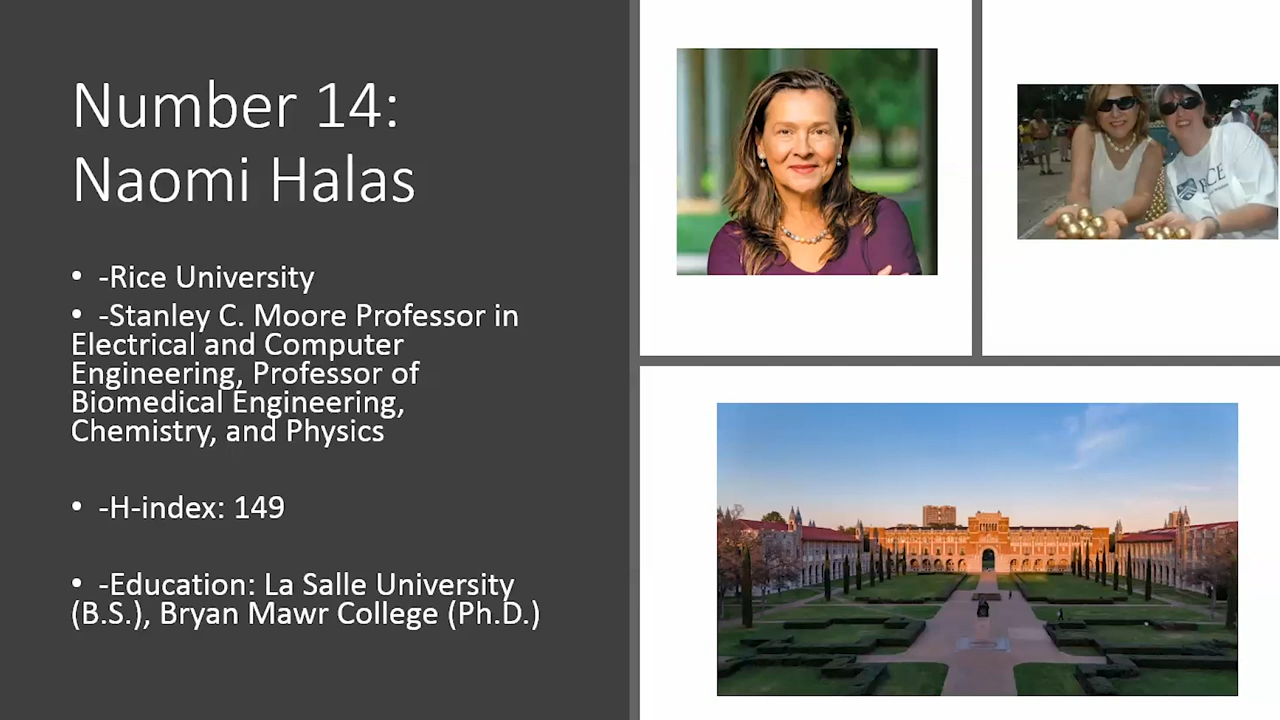 Number 14:
Naomi Halas
• -Rice University
• -Stanley C. Moore Professor in
Electrical and Computer
Engineering, Professor of
Biomedical Engineering,
Chemistry, and Physics
• -H-index: 149
• -Education: La Salle University
(B.S.), Bryan Mawr College (Ph.D.)